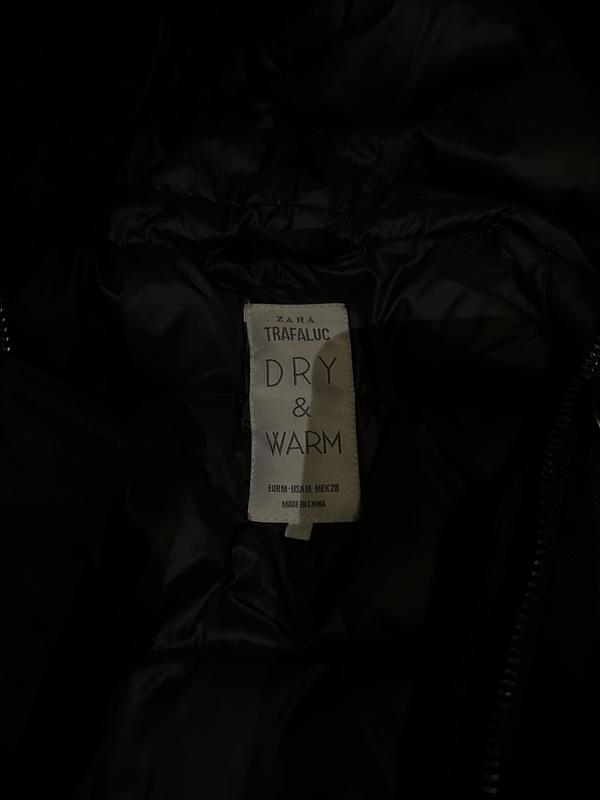 ZARA
TRAFALUC
DRY
&
WARM
EUR M · USA M · MEX 28
MADE IN CHINA